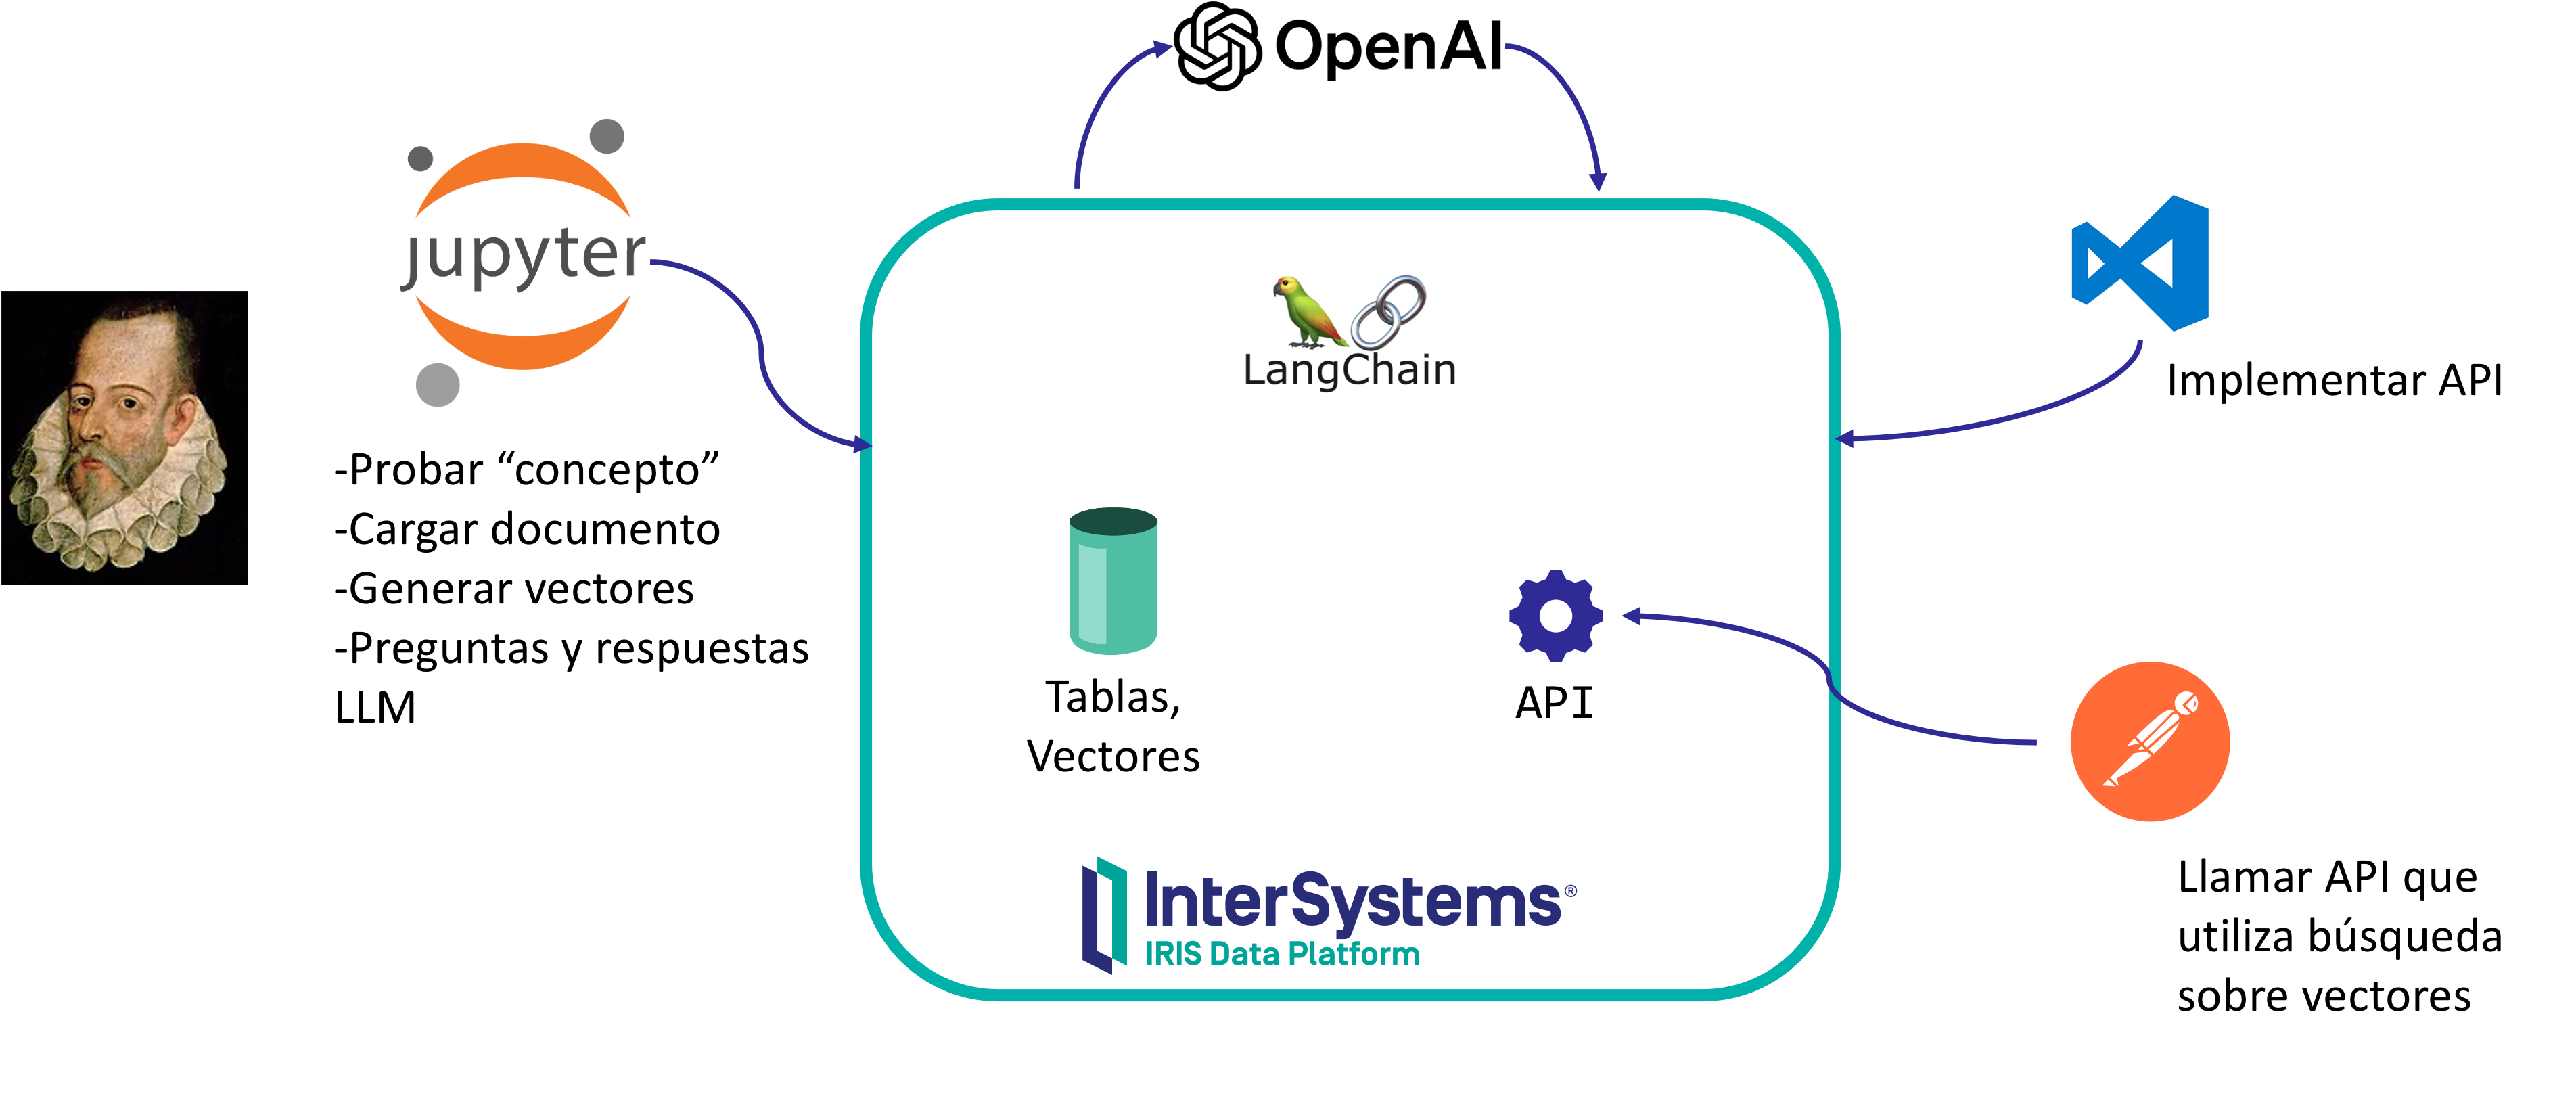 OpenAI
jupyter
-Probar “concepto”
-Cargar documento
-Generar vectores
-Preguntas y respuestas
LLM
LangChain
Tablas,
Vectores
API
InterSystems®
IRIS Data Platform
Implementar API
Llamar API que
utiliza búsqueda
sobre vectores